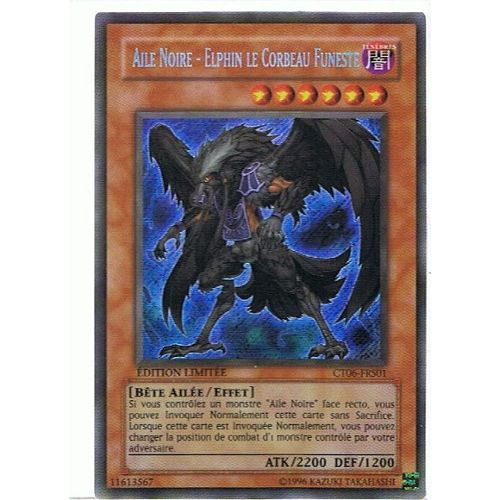 AILE NOIRE - ELPHIN LE CORBEAU FUNESTE
TÉNÈBRES
闇
ÉDITION LIMITÉE
CT06-FRS01
[BÊTE AILÉE/EFFET]
Si vous contrôlez un monstre "Aile Noire" face recto, vous
pouvez Invoquer Normalement cette carte sans Sacrifice.
Lorsque cette carte est Invoquée Normalement, vous pouvez
changer la position de combat d'1 monstre contrôlé par votre
adversaire.
ATK/2200 DEF/1200
11613567
©1996 KAZUKI TAKAHASHI